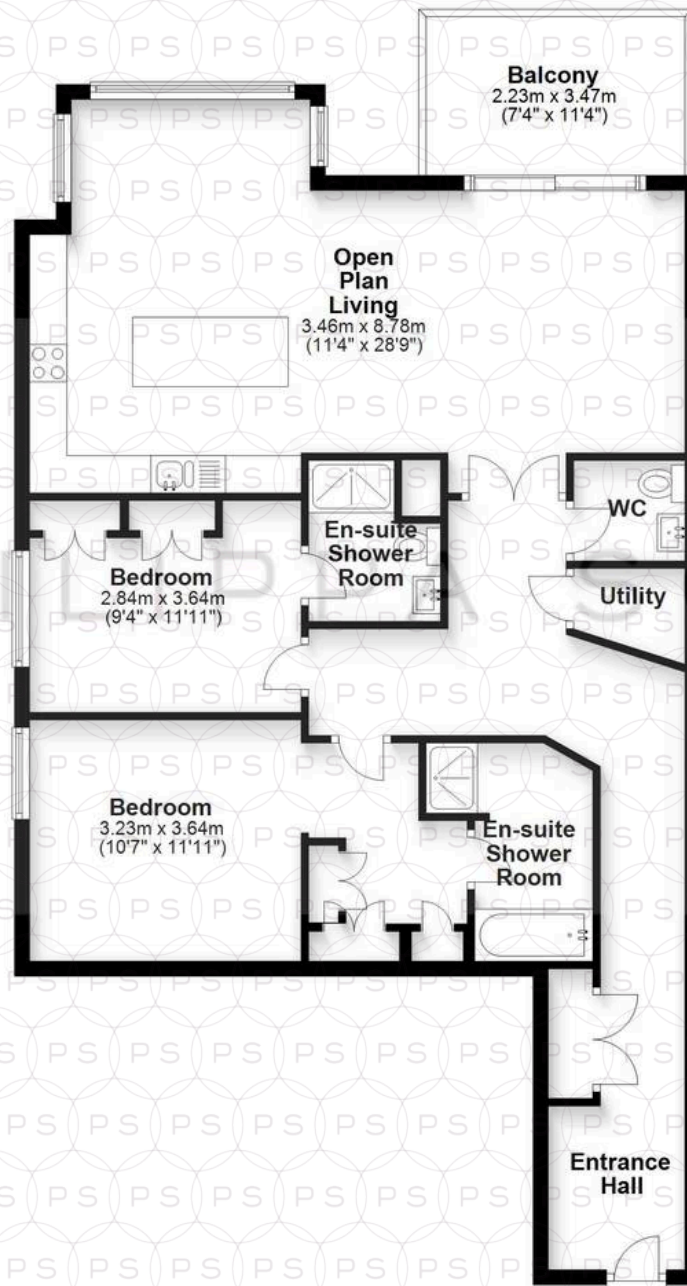 Balcony
2.23m x 3.47m
(7'4" x 11'4")
Open
Plan
Living
3.46m x 8.78m
(11'4" x 28'9")
En-suite
Shower
Room
WC
Utility
Bedroom
2.84m x 3.64m
(9'4" x 11'11")
Bedroom
3.23m x 3.64m
(10'7" x 11'11")
En-suite
Shower
Room
Entrance
Hall